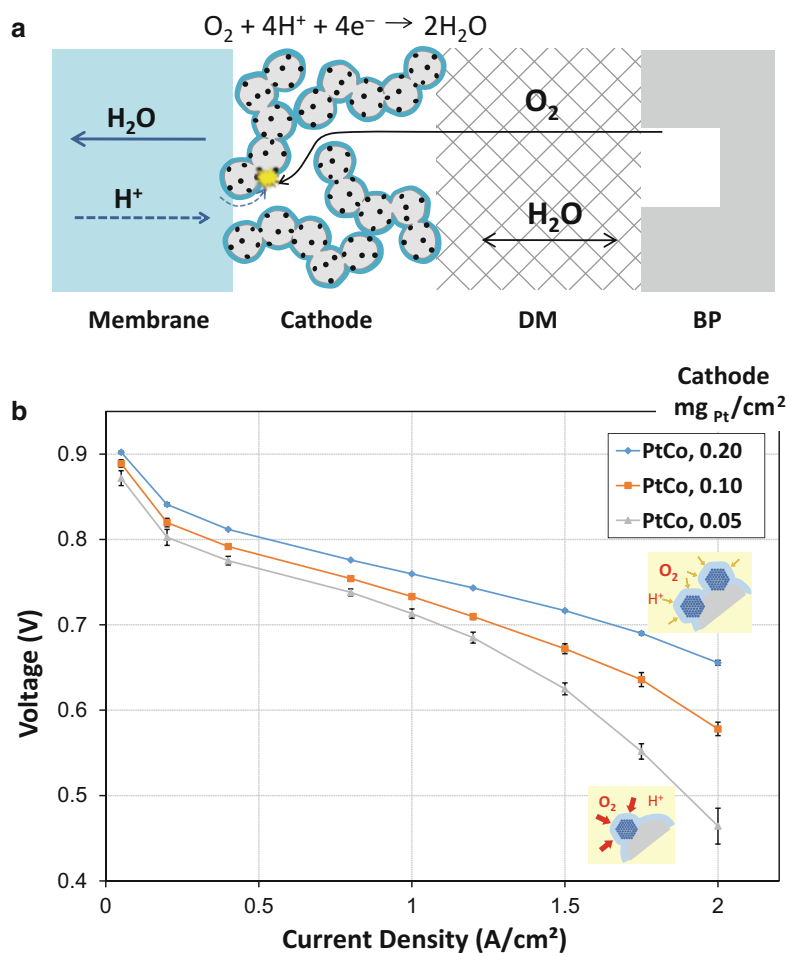 a
O₂ + 4H⁺ + 4e⁻ → 2H₂O
H₂O
H⁺
O₂
H₂O
Membrane
Cathode
DM
BP
b
Cathode
mg Pt/cm²
PtCo, 0.20
PtCo, 0.10
PtCo, 0.05
O₂
H⁺
O₂
H⁺
Voltage (V)
0.9
0.8
0.7
0.6
0.5
0.4
0
0.5
1
1.5
2
Current Density (A/cm²)